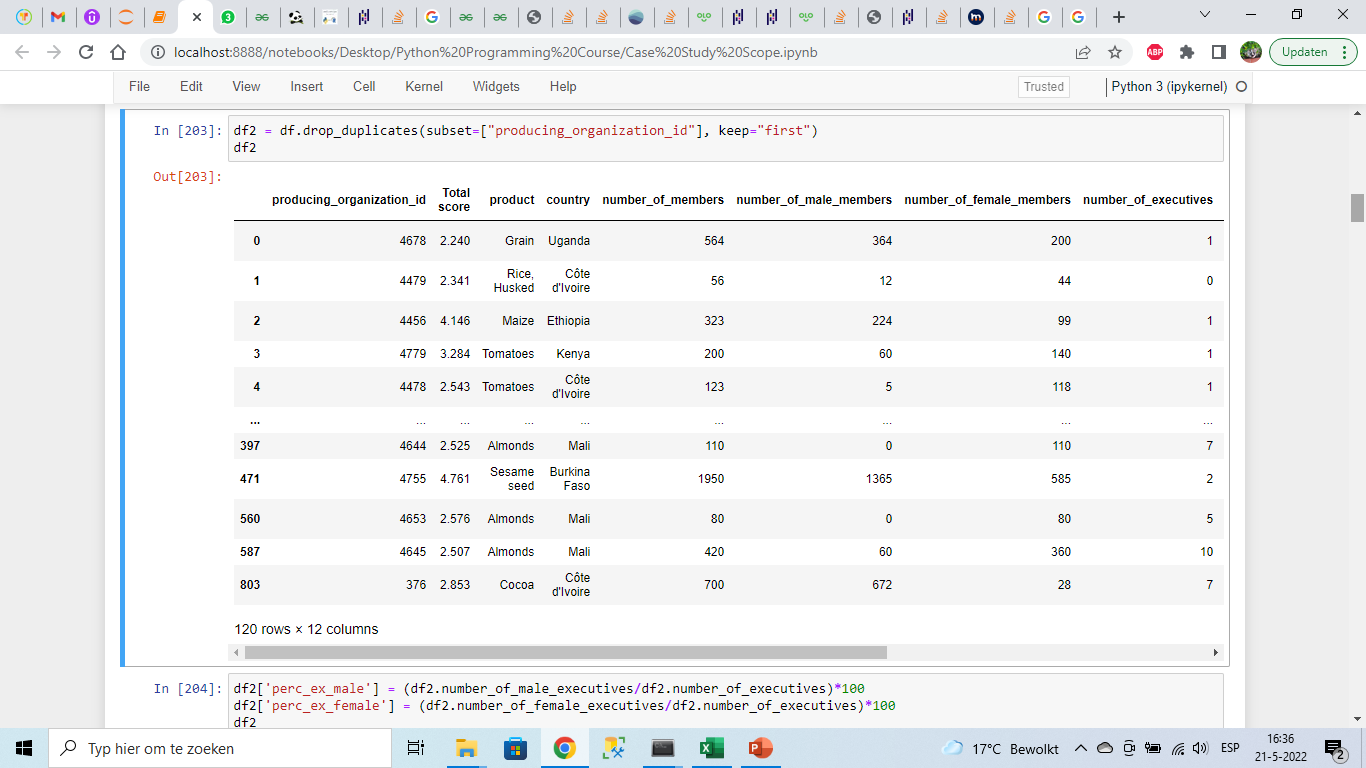 3
localhost:8888/notebooks/Desktop/Python%20Programming%20Course/Case%20Study%20Scope.ipynb
ABP
Updaten
File Edit View Insert Cell Kernel Widgets Help
Trusted
Python 3 (ipykernel)
In [203]: df2 = df.drop_duplicates(subset=["producing_organization_id"], keep="first")
df2
Out[203]:
producing_organization_id Total score product country number_of_members number_of_male_members number_of_female_members number_of_executives
0 4678 2.240 Grain Uganda 564 364 200 1
1 4479 2.341 Rice, Husked Côte d'Ivoire 56 12 44 0
2 4456 4.146 Maize Ethiopia 323 224 99 1
3 4779 3.284 Tomatoes Kenya 200 60 140 1
4 4478 2.543 Tomatoes Côte d'Ivoire 123 5 118 1
... ... ... ... ... ... ... ... ...
397 4644 2.525 Almonds Mali 110 0 110 7
471 4755 4.761 Sesame seed Burkina Faso 1950 1365 585 2
560 4653 2.576 Almonds Mali 80 0 80 5
587 4645 2.507 Almonds Mali 420 60 360 10
803 376 2.853 Cocoa Côte d'Ivoire 700 672 28 7
120 rows × 12 columns
In [204]: df2['perc_ex_male'] = (df2.number_of_male_executives/df2.number_of_executives)*100
df2['perc_ex_female'] = (df2.number_of_female_executives/df2.number_of_executives)*100
df2
Typ hier om te zoeken
17°C Bewolkt
ESP
16:36
21-5-2022
2